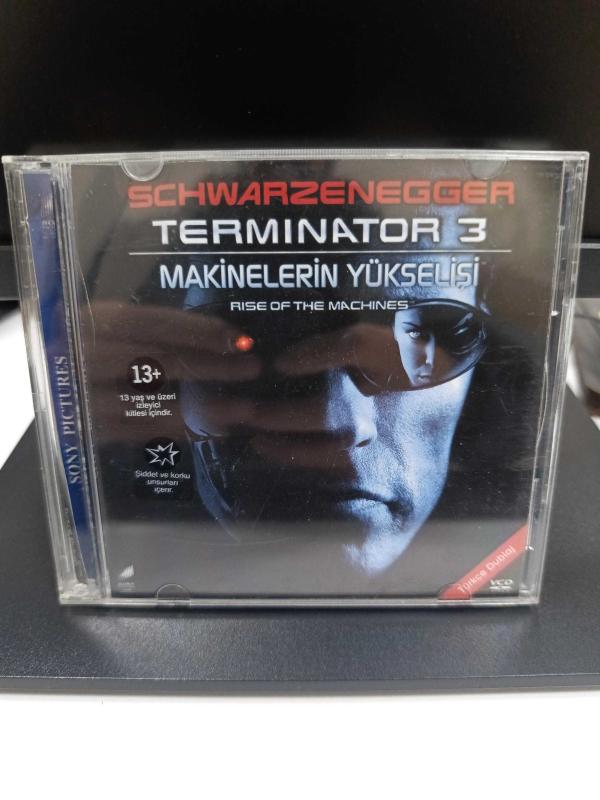 SCHWARZENEGGER
TERMINATOR 3
MAKİNELERİN YÜKSELİŞİ
RISE OF THE MACHINES
13+
13 yaş ve üzeri
izleyici
kitlesi içindir.
Şiddet ve korku
unsurları
içerir.
SONY PICTURES
Türkçe Dublaj
VCD